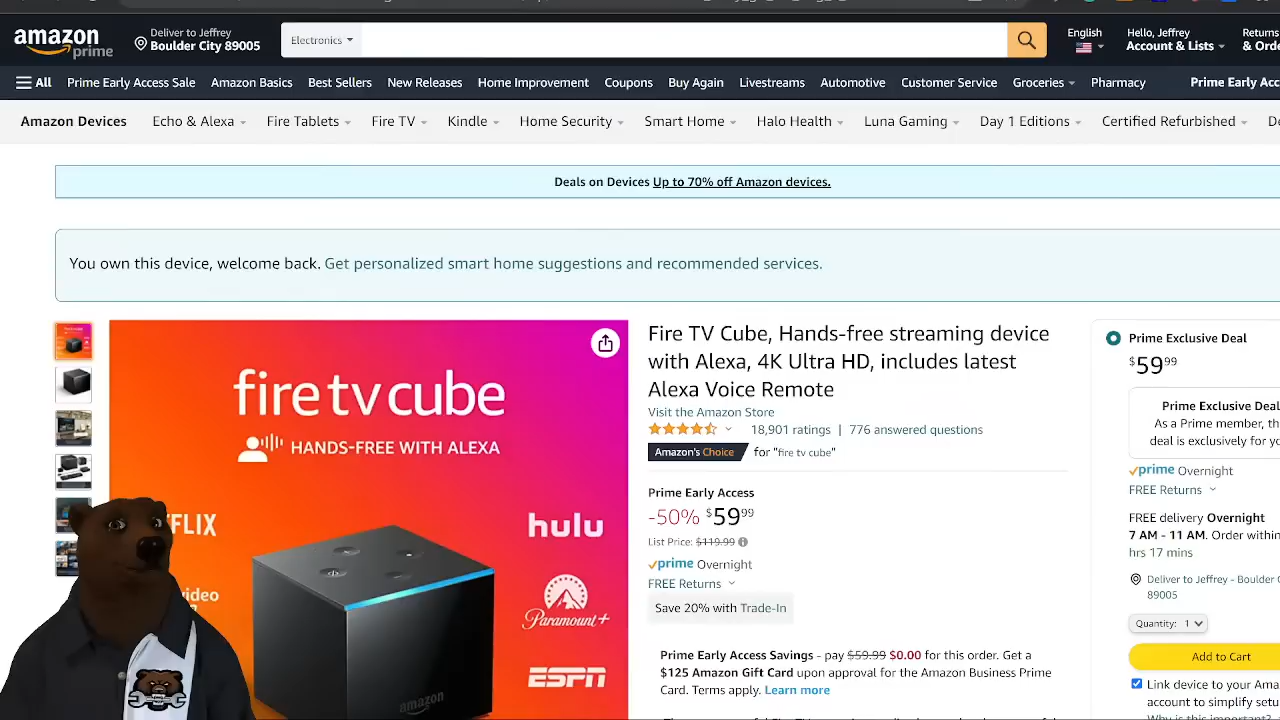 amazon
prime
Deliver to Jeffrey
Boulder City 89005
Electronics
English
Hello, Jeffrey
Account & Lists
Returns
All
Prime Early Access Sale
Amazon Basics
Best Sellers
New Releases
Home Improvement
Coupons
Buy Again
Livestreams
Automotive
Customer Service
Groceries
Pharmacy
Prime Early
Amazon Devices
Echo & Alexa
Fire Tablets
Fire TV
Kindle
Home Security
Smart Home
Halo Health
Luna Gaming
Day 1 Editions
Certified Refurbished
Deals on Devices Up to 70% off Amazon devices.
You own this device, welcome back. Get personalized smart home suggestions and recommended services.
fire tv cube
HANDS-FREE WITH ALEXA
FLIX
hulu
video
Paramount+
ESPN
amazon
Fire TV Cube, Hands-free streaming device
with Alexa, 4K Ultra HD, includes latest
Alexa Voice Remote
Visit the Amazon Store
18,901 ratings | 776 answered questions
Amazon's Choice for "fire tv cube"
Prime Early Access
-50% $59 99
List Price: $119.99
prime Overnight
FREE Returns
Save 20% with Trade-In
Prime Early Access Savings - pay $59.99 $0.00 for this order. Get a
$125 Amazon Gift Card upon approval for the Amazon Business Prime
Card. Terms apply. Learn more
Prime Exclusive Deal
$59 99
Prime Exclusive Deal
As a Prime member, th
deal is exclusively for yo
prime Overnight
FREE Returns
FREE delivery Overnight
7 AM - 11 AM. Order within
hrs 17 mins
Deliver to Jeffrey - Boulder C
89005
Quantity: 1
Add to Cart
Link device to your Ama
account to simplify setu